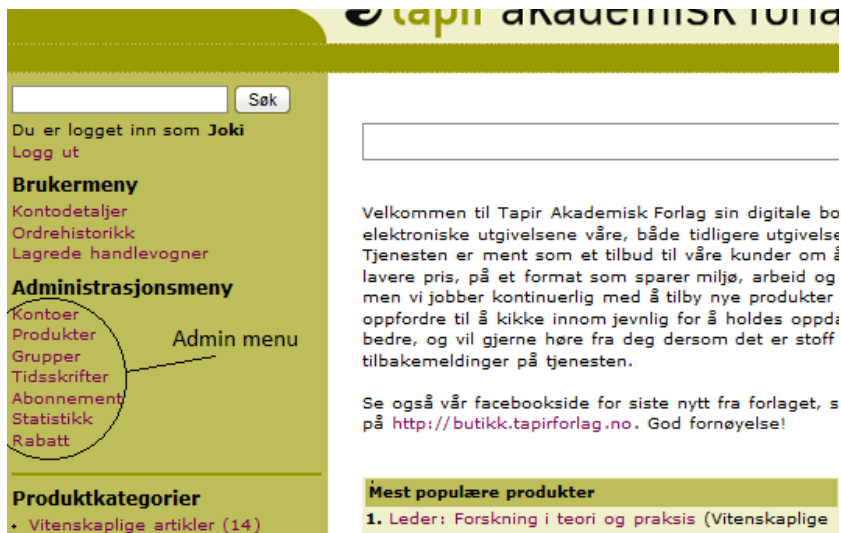 tapir akademisk forla
Søk
Du er logget inn som Joki
Logg ut
Brukermeny
Kontodetaljer
Ordrehistorikk
Lagrede handlevogner
Administrasjonsmeny
Kontoer
Produkter
Grupper
Tidsskrifter
Abonnement
Statistikk
Rabatt
Admin menu
Produktkategorier
• Vitenskaplige artikler (14)
Velkommen til Tapir Akademisk Forlag sin digitale bo
elektroniske utgivelsene våre, både tidligere utgivelse
Tjenesten er ment som et tilbud til våre kunder om å
lavere pris, på et format som sparer miljø, arbeid og
men vi jobber kontinuerlig med å tilby nye produkter
oppfordre til å kikke innom jevnlig for å holdes oppda
bedre, og vil gjerne høre fra deg dersom det er stoff
tilbakemeldinger på tjenesten.
Se også vår facebookside for siste nytt fra forlaget, s
på http://butikk.tapirforlag.no. God fornøyelse!
Mest populære produkter
1. Leder: Forskning i teori og praksis (Vitenskaplige